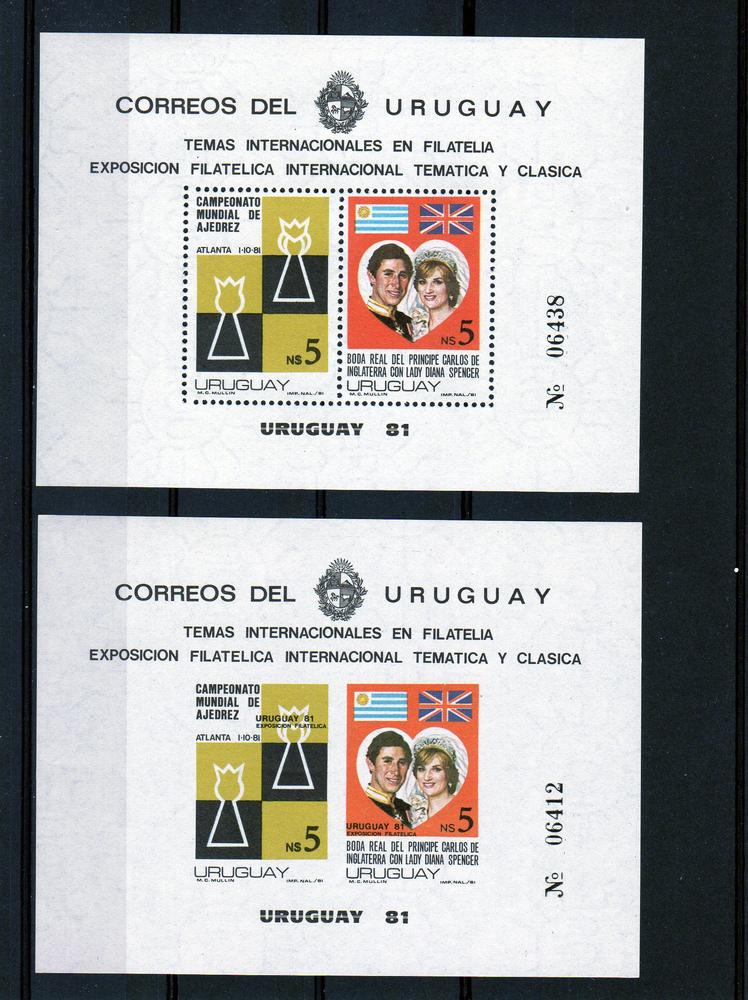 CORREOS DEL URUGUAY
TEMAS INTERNACIONALES EN FILATELIA
EXPOSICION FILATELICA INTERNACIONAL TEMATICA Y CLASICA
CAMPEONATO
MUNDIAL DE
AJEDREZ
ATLANTA 1·10·81
N$ 5
URUGUAY
M.C. MULLIN IMP. NAL./81
N$ 5
BODA REAL DEL PRINCIPE CARLOS DE
INGLATERRA CON LADY DIANA SPENCER
URUGUAY
M.C. MULLIN IMP. NAL./81
URUGUAY 81
№ 06438
CORREOS DEL URUGUAY
TEMAS INTERNACIONALES EN FILATELIA
EXPOSICION FILATELICA INTERNACIONAL TEMATICA Y CLASICA
CAMPEONATO
MUNDIAL DE
AJEDREZ
URUGUAY 81
EXPOSICION FILATELICA
ATLANTA 1·10·81
N$ 5
URUGUAY
M.C. MULLIN IMP. NAL./81
URUGUAY 81
EXPOSICION FILATELICA
N$ 5
BODA REAL DEL PRINCIPE CARLOS DE
INGLATERRA CON LADY DIANA SPENCER
URUGUAY
M.C. MULLIN IMP. NAL./81
URUGUAY 81
№ 06412